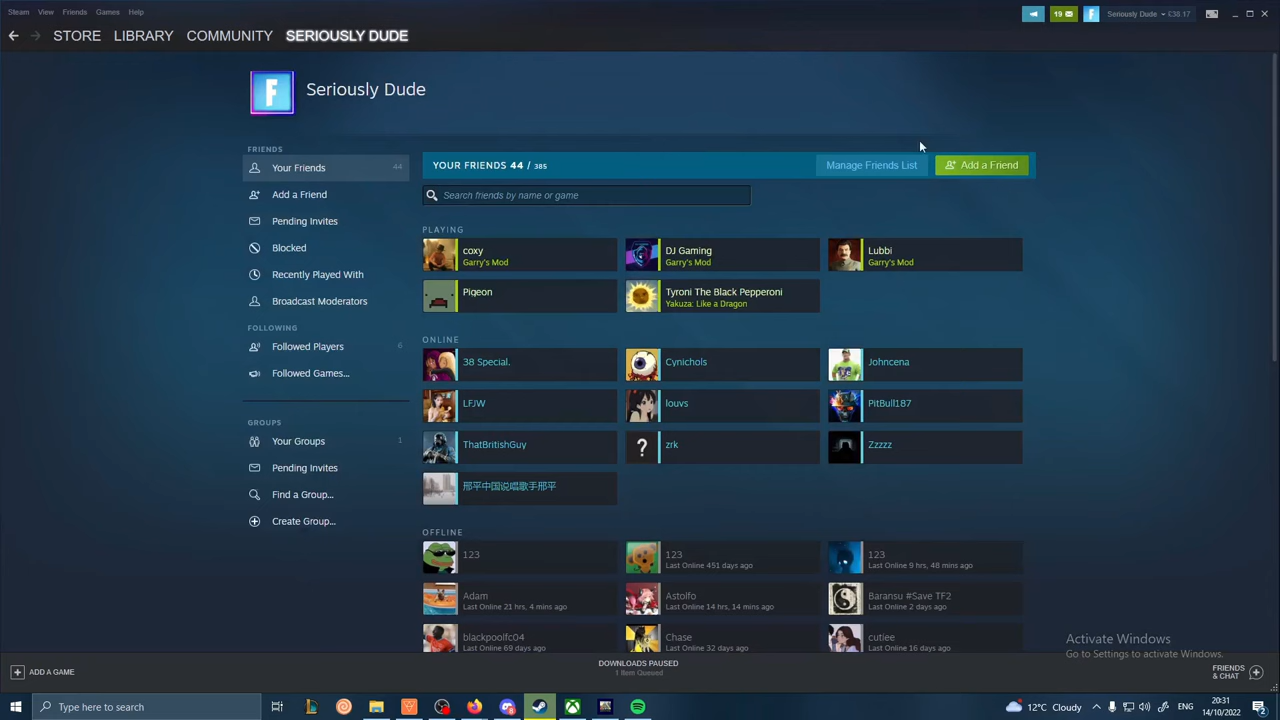 Steam View Friends Games Help
19 Seriously Dude £38.17
STORE LIBRARY COMMUNITY SERIOUSLY DUDE
Seriously Dude
FRIENDS
Your Friends 44
Add a Friend
Pending Invites
Blocked
Recently Played With
Broadcast Moderators
FOLLOWING
Followed Players 6
Followed Games...
GROUPS
Your Groups 1
Pending Invites
Find a Group...
Create Group...
YOUR FRIENDS 44 / 385
Manage Friends List Add a Friend
Search friends by name or game
PLAYING
coxy
Garry's Mod
DJ Gaming
Garry's Mod
Lubbi
Garry's Mod
Pigeon
Tyroni The Black Pepperoni
Yakuza: Like a Dragon
ONLINE
38 Special.
Cynichols
Johncena
LFJW
louvs
PitBull187
ThatBritishGuy
? zrk
Zzzzz
邢平中国说唱歌手邢平
OFFLINE
123
123
Last Online 451 days ago
123
Last Online 9 hrs, 48 mins ago
Adam
Last Online 21 hrs, 4 mins ago
Astolfo
Last Online 14 hrs, 14 mins ago
Baransu #Save TF2
Last Online 2 days ago
blackpoolfc04
Last Online 69 days ago
Chase
Last Online 32 days ago
cutiee
Last Online 16 days ago
Activate Windows
Go to Settings to activate Windows.
ADD A GAME
DOWNLOADS PAUSED
1 Item Queued
FRIENDS
& CHAT
Type here to search
12°C Cloudy
ENG
20:31
14/10/2022
2